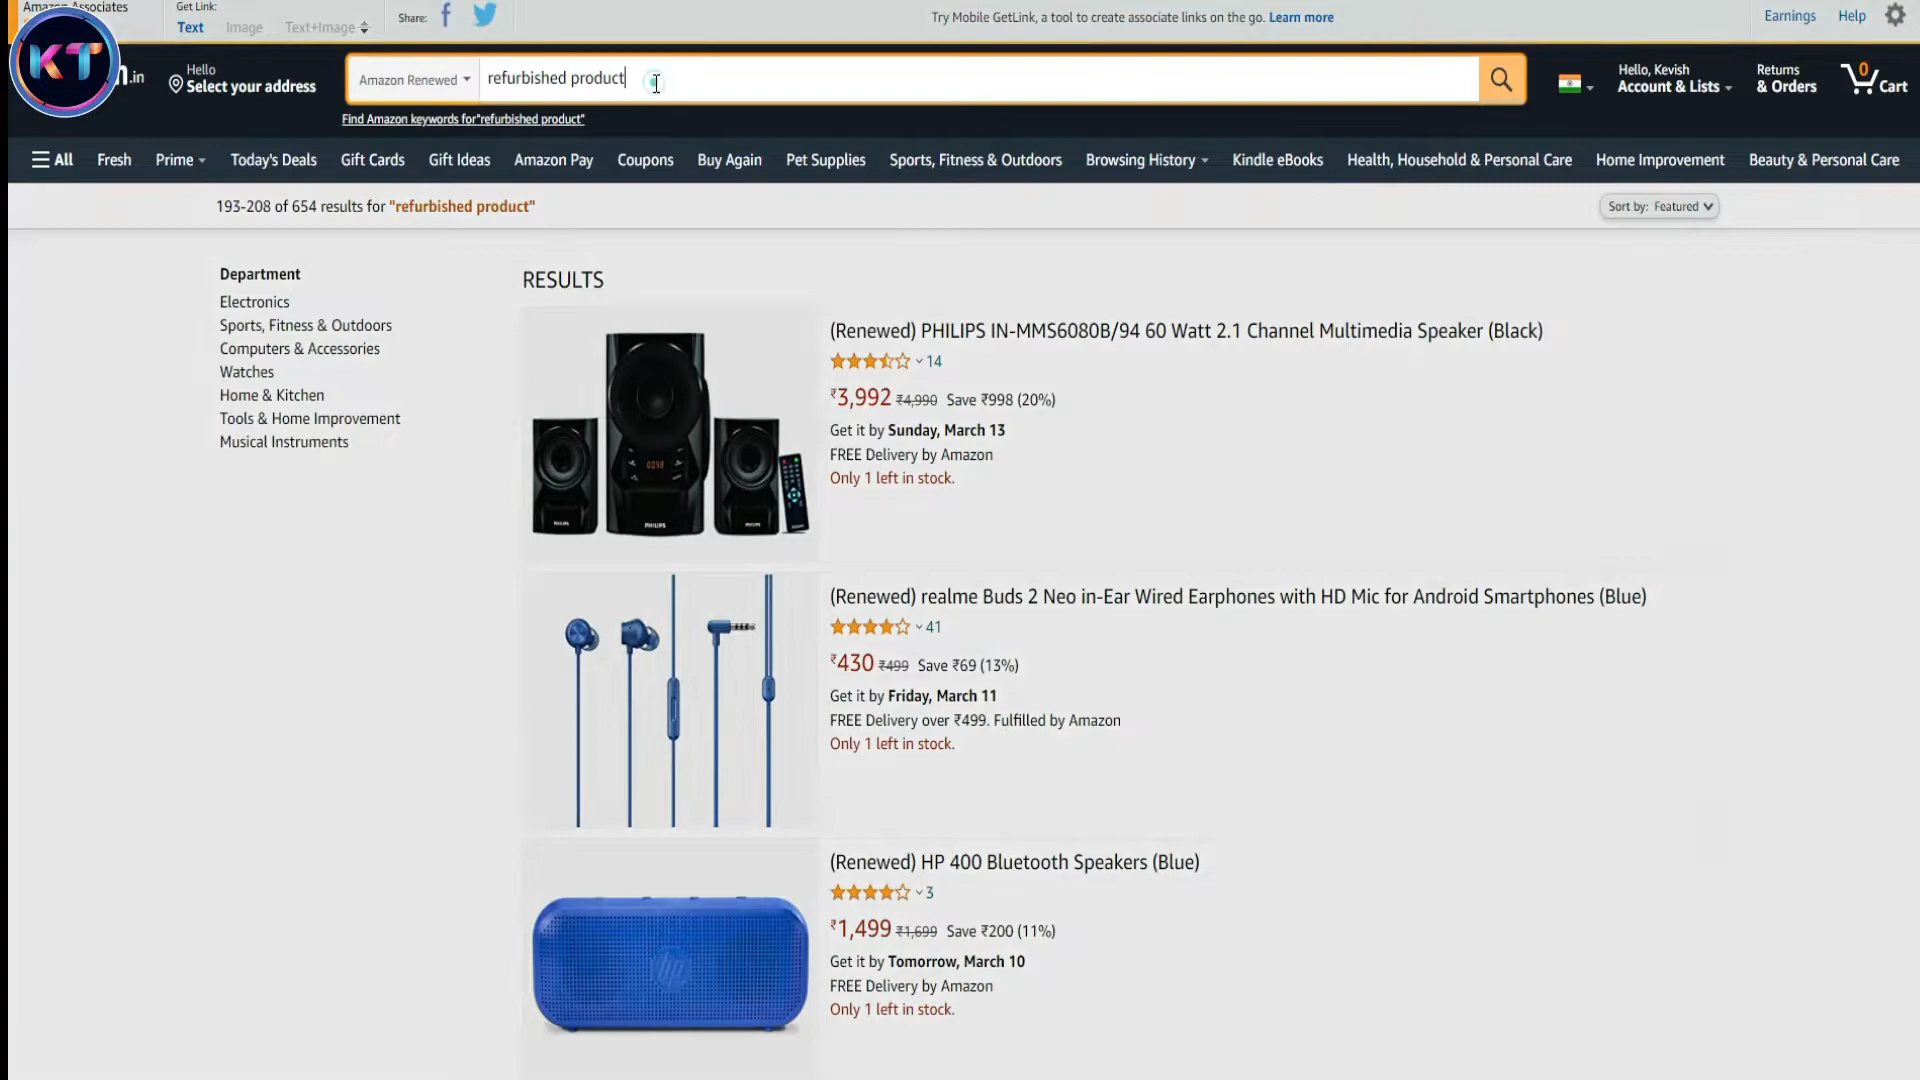 Amazon Associates
Get Link:
Text
Image
Text+Image
Share:
Try Mobile GetLink, a tool to create associate links on the go. Learn more
Earnings
Help
KT
.in
Hello
Select your address
Amazon Renewed
refurbished product
Find Amazon keywords for"refurbished product"
Hello, Kevish
Account & Lists
Returns
& Orders
0
Cart
All
Fresh
Prime
Today's Deals
Gift Cards
Gift Ideas
Amazon Pay
Coupons
Buy Again
Pet Supplies
Sports, Fitness & Outdoors
Browsing History
Kindle eBooks
Health, Household & Personal Care
Home Improvement
Beauty & Personal Care
193-208 of 654 results for "refurbished product"
Sort by: Featured
Department
Electronics
Sports, Fitness & Outdoors
Computers & Accessories
Watches
Home & Kitchen
Tools & Home Improvement
Musical Instruments
RESULTS
PHILIPS
PHILIPS
PHILIPS
(Renewed) PHILIPS IN-MMS6080B/94 60 Watt 2.1 Channel Multimedia Speaker (Black)
14
₹3,992 ₹4,990 Save ₹998 (20%)
Get it by Sunday, March 13
FREE Delivery by Amazon
Only 1 left in stock.
(Renewed) realme Buds 2 Neo in-Ear Wired Earphones with HD Mic for Android Smartphones (Blue)
41
₹430 ₹499 Save ₹69 (13%)
Get it by Friday, March 11
FREE Delivery over ₹499. Fulfilled by Amazon
Only 1 left in stock.
hp
(Renewed) HP 400 Bluetooth Speakers (Blue)
3
₹1,499 ₹1,699 Save ₹200 (11%)
Get it by Tomorrow, March 10
FREE Delivery by Amazon
Only 1 left in stock.